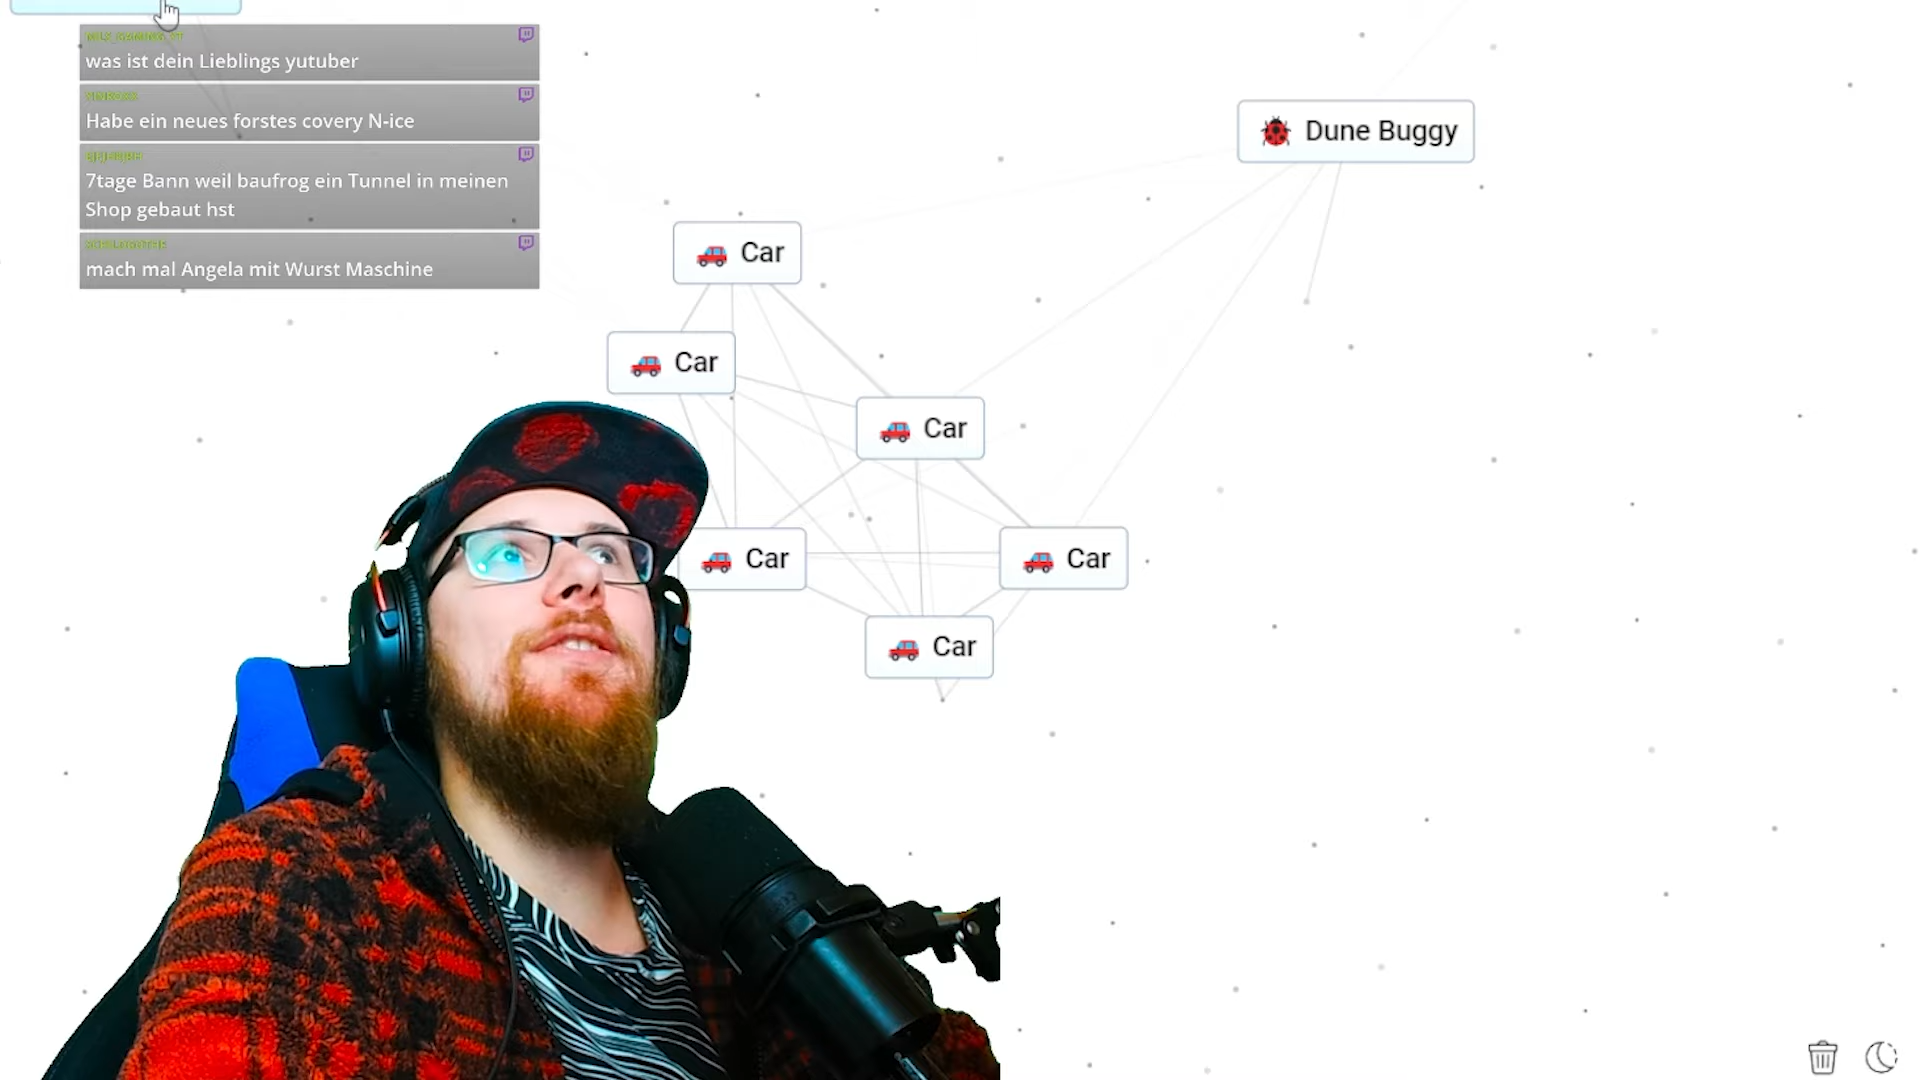 was ist dein Lieblings yutuber
Habe ein neues forstes covery N-ice
7tage Bann weil baufrog ein Tunnel in meinen
Shop gebaut hst
mach mal Angela mit Wurst Maschine
Dune Buggy
Car
Car
Car
Car
Car
Car